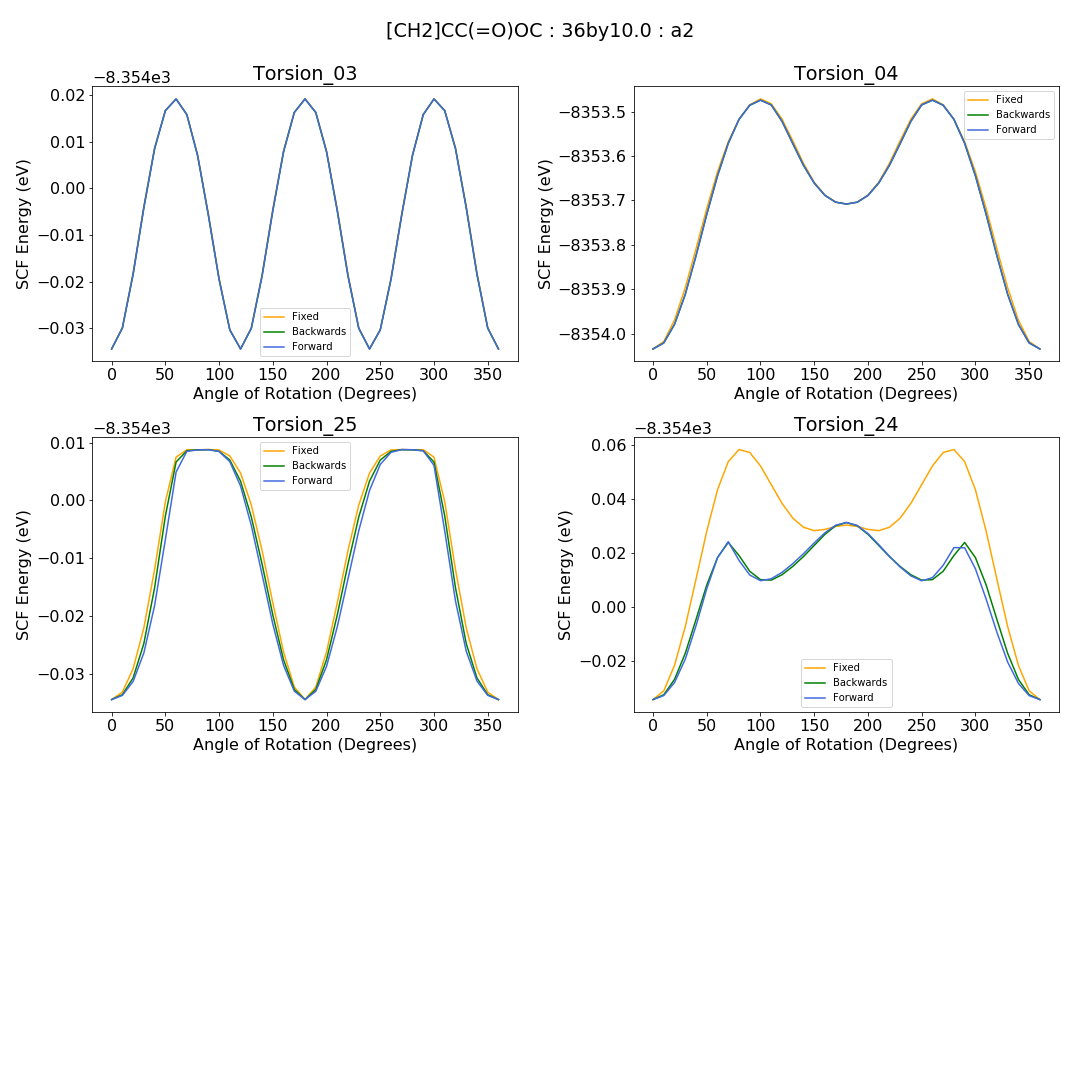 [CH2]CC(=O)OC : 36by10.0 : a2
−8.354e3
Torsion_03
0.02
0.01
0.00
−0.01
−0.02
−0.03
SCF Energy (eV)
Fixed
Backwards
Forward
0 50 100 150 200 250 300 350
Angle of Rotation (Degrees)
Torsion_04
−8353.5
−8353.6
−8353.7
−8353.8
−8353.9
−8354.0
SCF Energy (eV)
Fixed
Backwards
Forward
0 50 100 150 200 250 300 350
Angle of Rotation (Degrees)
−8.354e3
Torsion_25
0.01
0.00
−0.01
−0.02
−0.03
SCF Energy (eV)
Fixed
Backwards
Forward
0 50 100 150 200 250 300 350
Angle of Rotation (Degrees)
−8.354e3
Torsion_24
0.06
0.04
0.02
0.00
−0.02
SCF Energy (eV)
Fixed
Backwards
Forward
0 50 100 150 200 250 300 350
Angle of Rotation (Degrees)